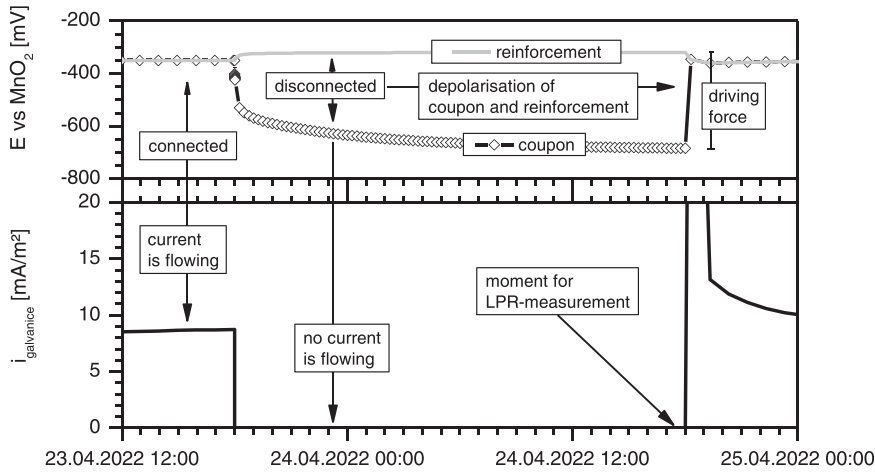 -200
-400
-600
-800
E vs MnO₂ [mV]
reinforcement
disconnected
depolarisation of
coupon and reinforcement
driving
force
connected
coupon
20
15
10
5
0
i galvanice [mA/m²]
current
is flowing
moment for
LPR-measurement
no current
is flowing
23.04.2022 12:00
24.04.2022 00:00
24.04.2022 12:00
25.04.2022 00:00